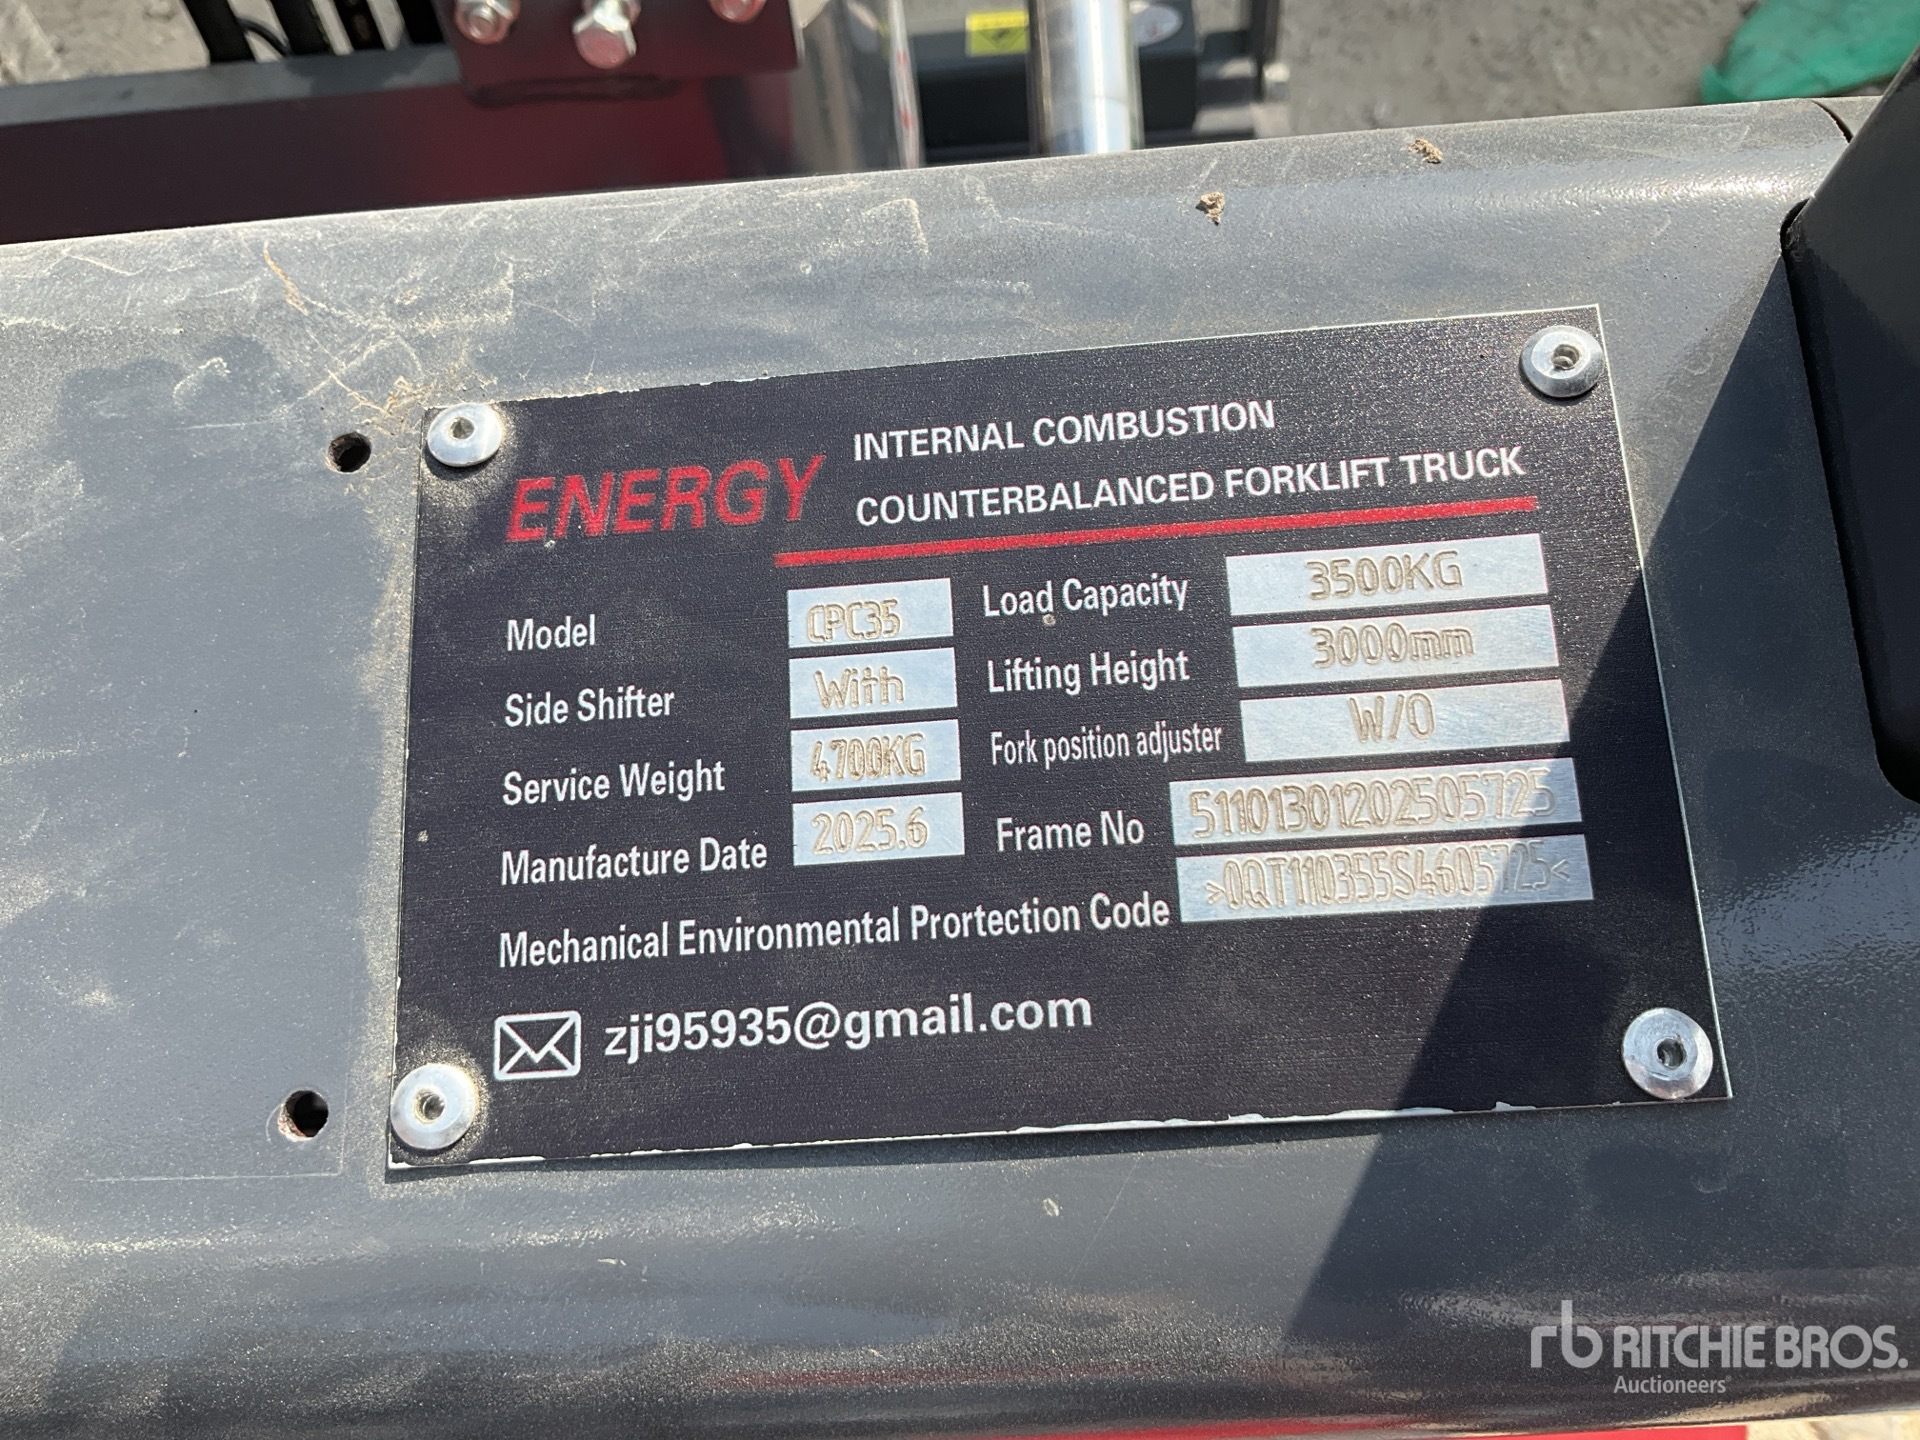 ENERGY INTERNAL COMBUSTION
COUNTERBALANCED FORKLIFT TRUCK
Model CPC35 Load Capacity 3500KG
Side Shifter With Lifting Height 3000mm
Service Weight 4700KG Fork position adjuster W/O
Manufacture Date 2025.6 Frame No 51101301202505725
Mechanical Environmental Prortection Code >0QT110355S4605725<
zji95935@gmail.com
rb RITCHIE BROS.
Auctioneers